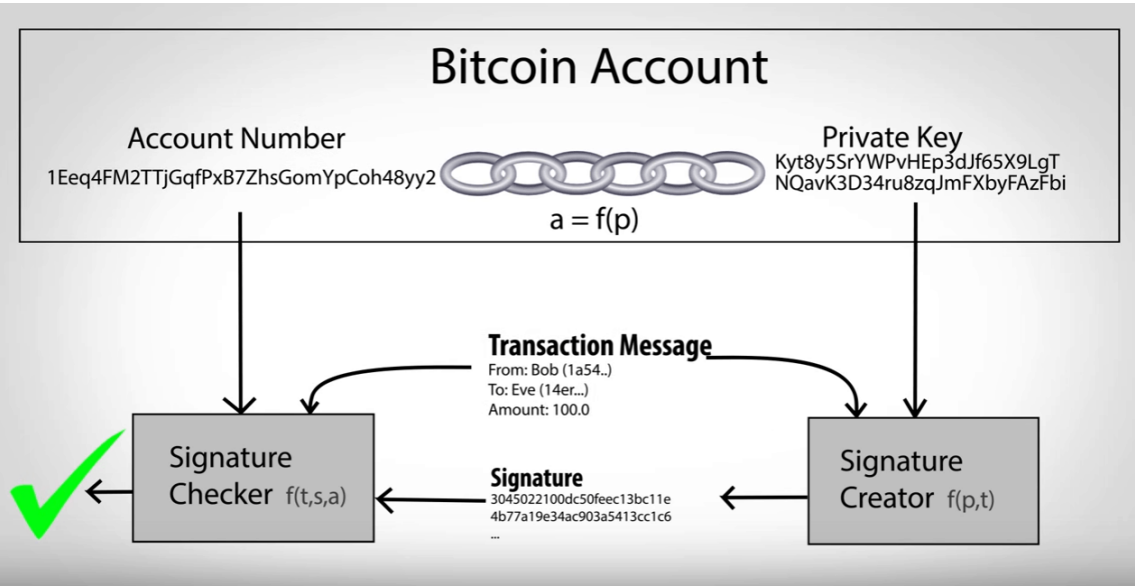 Bitcoin Account
Account Number
1Eeq4FM2TTjGqfPxB7ZhsGomYpCoh48yy2
Private Key
Kyt8y5SrYWPvHEp3dJf65X9LgT
NQavK3D34ru8zqJmFXbyFAzFbi
a = f(p)
Transaction Message
From: Bob (1a54..)
To: Eve (14er...)
Amount: 100.0
Signature
Checker f(t,s,a)
Signature
3045022100dc50feec13bc11e
4b77a19e34ac903a5413cc1c6
...
Signature
Creator f(p,t)